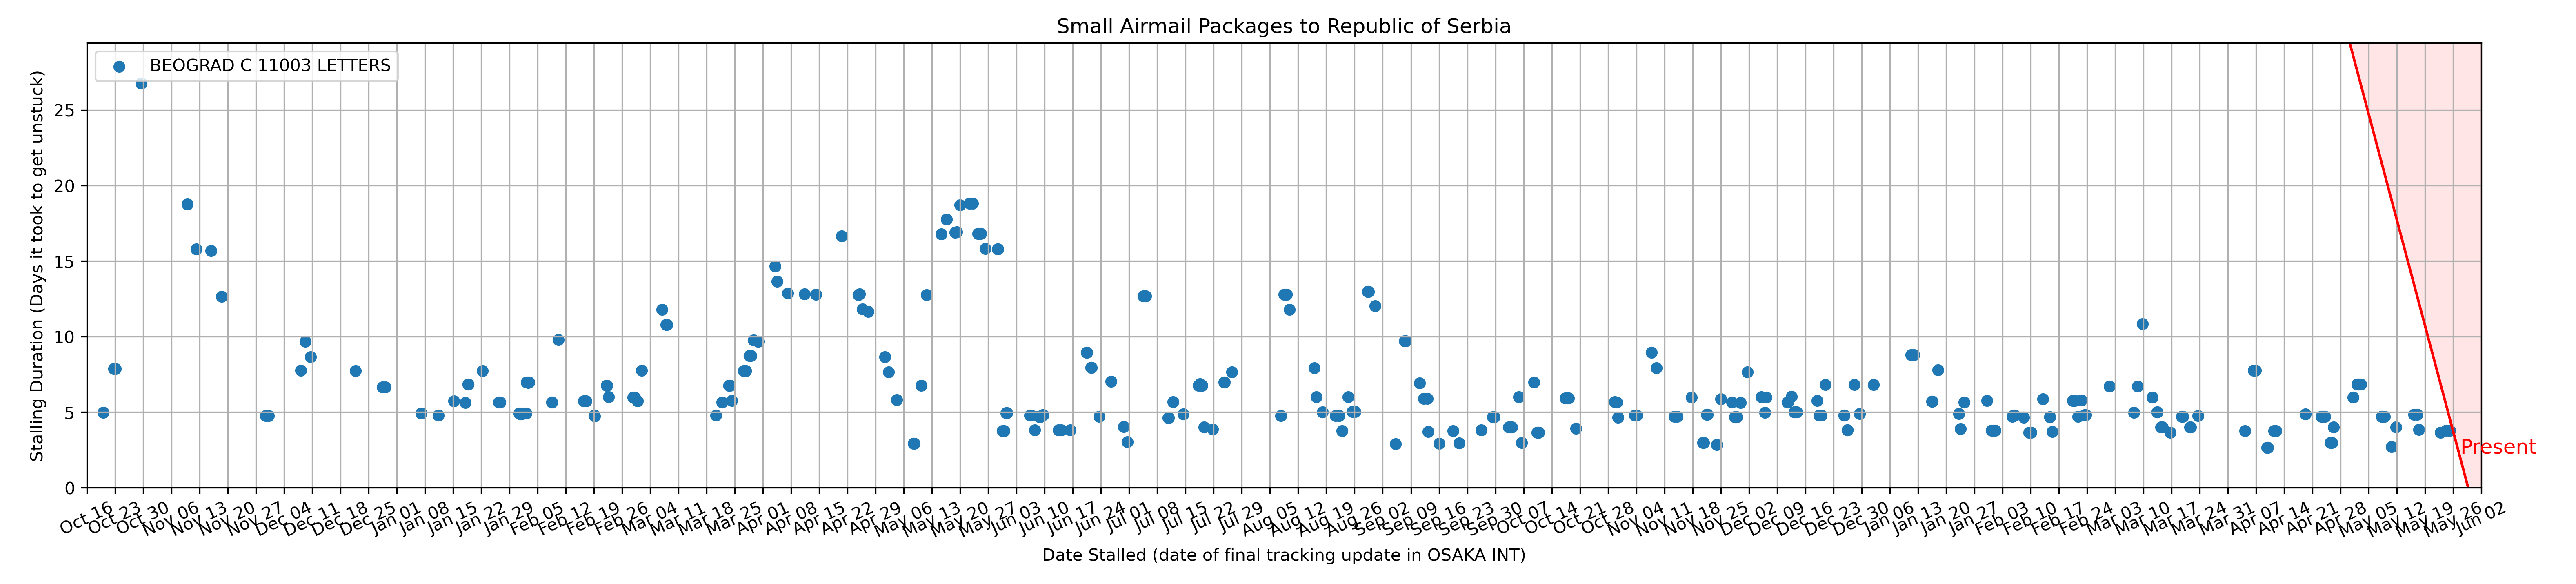 Small Airmail Packages to Republic of Serbia
BEOGRAD C 11003 LETTERS
Stalling Duration (Days it took to get unstuck)
25
20
15
10
5
0
Present
Oct 16 Oct 23 Oct 30 Nov 06 Nov 13 Nov 20 Nov 27 Dec 04 Dec 11 Dec 18 Dec 25 Jan 01 Jan 08 Jan 15 Jan 22 Jan 29 Feb 05 Feb 12 Feb 19 Feb 26 Mar 04 Mar 11 Mar 18 Mar 25 Apr 01 Apr 08 Apr 15 Apr 22 Apr 29 May 06 May 13 May 20 May 27 Jun 03 Jun 10 Jun 17 Jun 24 Jul 01 Jul 08 Jul 15 Jul 22 Jul 29 Aug 05 Aug 12 Aug 19 Aug 26 Sep 02 Sep 09 Sep 16 Sep 23 Sep 30 Oct 07 Oct 14 Oct 21 Oct 28 Nov 04 Nov 11 Nov 18 Nov 25 Dec 02 Dec 09 Dec 16 Dec 23 Dec 30 Jan 06 Jan 13 Jan 20 Jan 27 Feb 03 Feb 10 Feb 17 Feb 24 Mar 03 Mar 10 Mar 17 Mar 24 Mar 31 Apr 07 Apr 14 Apr 21 Apr 28 May 05 May 12 May 19 May 26 Jun 02
Date Stalled (date of final tracking update in OSAKA INT)